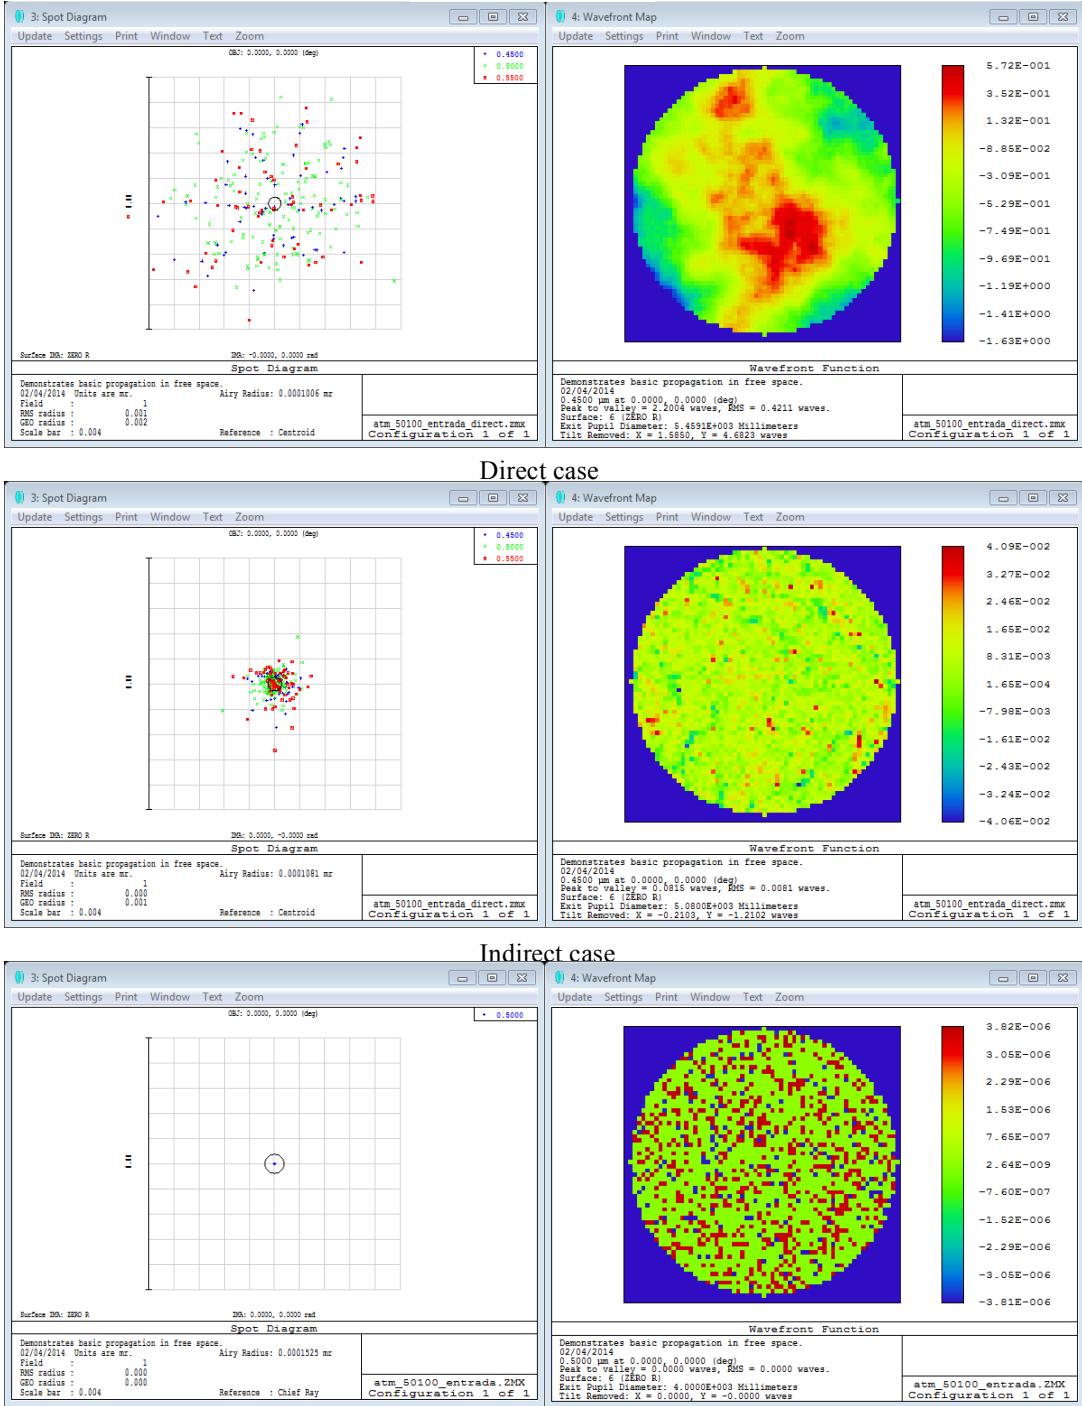 3: Spot Diagram
Update Settings Print Window Text Zoom
OBJ: 0.0000, 0.0000 (deg)
0.4500
0.5000
0.5500
Surface IMA: ZERO R
IMA: -0.0000, 0.0000 rad
Spot Diagram
Demonstrates basic propagation in free space.
02/04/2014 Units are mr. Airy Radius: 0.0001006 mr
Field : 1
RMS radius : 0.001
GEO radius : 0.002
Scale bar : 0.004 Reference : Centroid
atm_50100_entrada_direct.zmx
Configuration 1 of 1
4: Wavefront Map
Update Settings Print Window Text Zoom
5.72E-001
3.52E-001
1.32E-001
-8.85E-002
-3.09E-001
-5.29E-001
-7.49E-001
-9.69E-001
-1.19E+000
-1.41E+000
-1.63E+000
Wavefront Function
Demonstrates basic propagation in free space.
02/04/2014
0.4500 µm at 0.0000, 0.0000 (deg)
Peak to valley = 2.2004 waves, RMS = 0.4211 waves.
Surface: 6 (ZERO R)
Exit Pupil Diameter: 5.4591E+003 Millimeters
Tilt Removed: X = 1.5850, Y = 4.6823 waves
atm_50100_entrada_direct.zmx
Configuration 1 of 1
Direct case
3: Spot Diagram
Update Settings Print Window Text Zoom
OBJ: 0.0000, 0.0000 (deg)
0.4500
0.5000
0.5500
Surface IMA: ZERO R
IMA: 0.0000, -0.0000 rad
Spot Diagram
Demonstrates basic propagation in free space.
02/04/2014 Units are mr. Airy Radius: 0.0001081 mr
Field : 1
RMS radius : 0.000
GEO radius : 0.001
Scale bar : 0.004 Reference : Centroid
atm_50100_entrada_direct.zmx
Configuration 1 of 1
4: Wavefront Map
Update Settings Print Window Text Zoom
4.09E-002
3.27E-002
2.46E-002
1.65E-002
8.31E-003
1.65E-004
-7.98E-003
-1.61E-002
-2.43E-002
-3.24E-002
-4.06E-002
Wavefront Function
Demonstrates basic propagation in free space.
02/04/2014
0.4500 µm at 0.0000, 0.0000 (deg)
Peak to valley = 0.0815 waves, RMS = 0.0081 waves.
Surface: 6 (ZERO R)
Exit Pupil Diameter: 5.0800E+003 Millimeters
Tilt Removed: X = -0.2103, Y = -1.2102 waves
atm_50100_entrada_direct.zmx
Configuration 1 of 1
Indirect case
3: Spot Diagram
Update Settings Print Window Text Zoom
OBJ: 0.0000, 0.0000 (deg)
0.5000
Surface IMA: ZERO R
IMA: 0.0000, 0.0000 rad
Spot Diagram
Demonstrates basic propagation in free space.
02/04/2014 Units are mr. Airy Radius: 0.0001525 mr
Field : 1
RMS radius : 0.000
GEO radius : 0.000
Scale bar : 0.004 Reference : Chief Ray
atm_50100_entrada.ZMX
Configuration 1 of 1
4: Wavefront Map
Update Settings Print Window Text Zoom
3.82E-006
3.05E-006
2.29E-006
1.53E-006
7.65E-007
2.64E-009
-7.60E-007
-1.52E-006
-2.29E-006
-3.05E-006
-3.81E-006
Wavefront Function
Demonstrates basic propagation in free space.
02/04/2014
0.5000 µm at 0.0000, 0.0000 (deg)
Peak to valley = 0.0000 waves, RMS = 0.0000 waves.
Surface: 6 (ZERO R)
Exit Pupil Diameter: 4.0000E+003 Millimeters
Tilt Removed: X = 0.0000, Y = -0.0000 waves
atm_50100_entrada.ZMX
Configuration 1 of 1